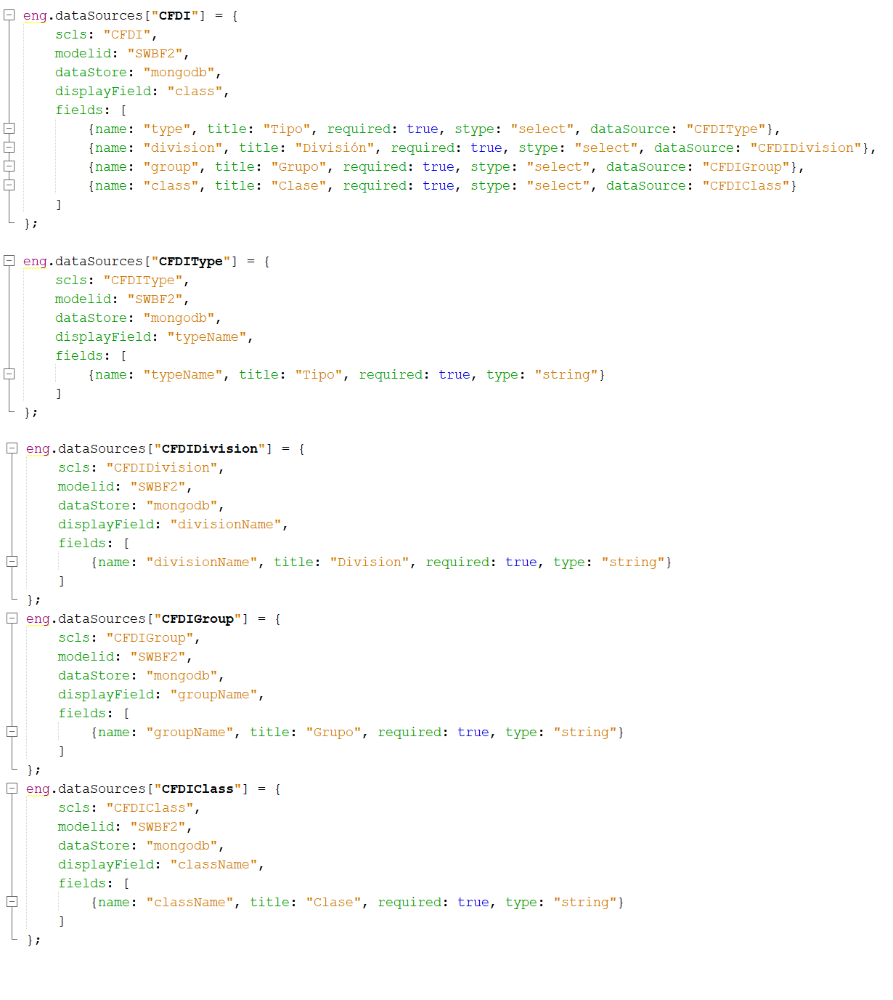 eng.dataSources["CFDI"] = {
    scls: "CFDI",
    modelid: "SWBF2",
    dataStore: "mongodb",
    displayField: "class",
    fields: [
        {name: "type", title: "Tipo", required: true, stype: "select", dataSource: "CFDIType"},
        {name: "division", title: "División", required: true, stype: "select", dataSource: "CFDIDivision"},
        {name: "group", title: "Grupo", required: true, stype: "select", dataSource: "CFDIGroup"},
        {name: "class", title: "Clase", required: true, stype: "select", dataSource: "CFDIClass"}
    ]
};
eng.dataSources["CFDIType"] = {
    scls: "CFDIType",
    modelid: "SWBF2",
    dataStore: "mongodb",
    displayField: "typeName",
    fields: [
        {name: "typeName", title: "Tipo", required: true, type: "string"}
    ]
};
eng.dataSources["CFDIDivision"] = {
    scls: "CFDIDivision",
    modelid: "SWBF2",
    dataStore: "mongodb",
    displayField: "divisionName",
    fields: [
        {name: "divisionName", title: "Division", required: true, type: "string"}
    ]
};
eng.dataSources["CFDIGroup"] = {
    scls: "CFDIGroup",
    modelid: "SWBF2",
    dataStore: "mongodb",
    displayField: "groupName",
    fields: [
        {name: "groupName", title: "Grupo", required: true, type: "string"}
    ]
};
eng.dataSources["CFDIClass"] = {
    scls: "CFDIClass",
    modelid: "SWBF2",
    dataStore: "mongodb",
    displayField: "className",
    fields: [
        {name: "className", title: "Clase", required: true, type: "string"}
    ]
};